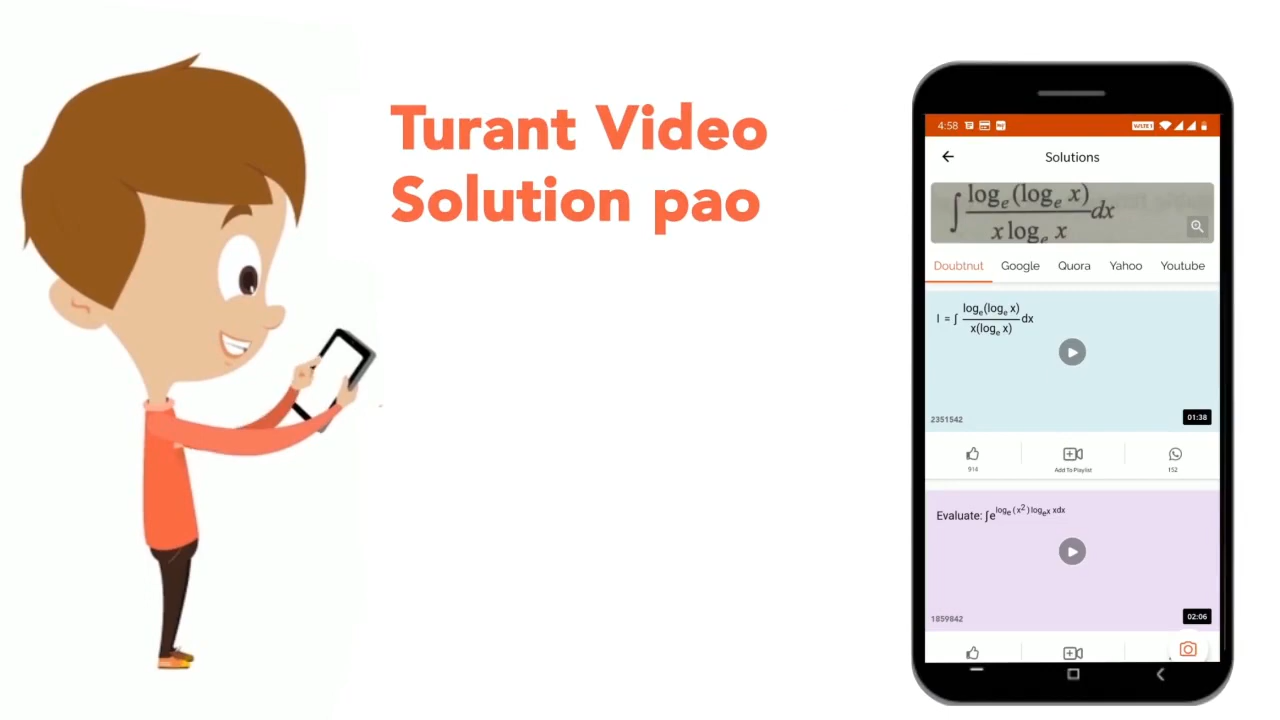 Turant Video
Solution pao
4:58
VoLTE1
Solutions
∫ logₑ(logₑ x) / x logₑ x dx
Doubtnut Google Quora Yahoo Youtube
I = ∫ logₑ(logₑ x) / x(logₑ x) dx
2351542 01:38
914 Add To Playlist 152
Evaluate: ∫e^logₑ(x²)logₑx xdx
1859842 02:06